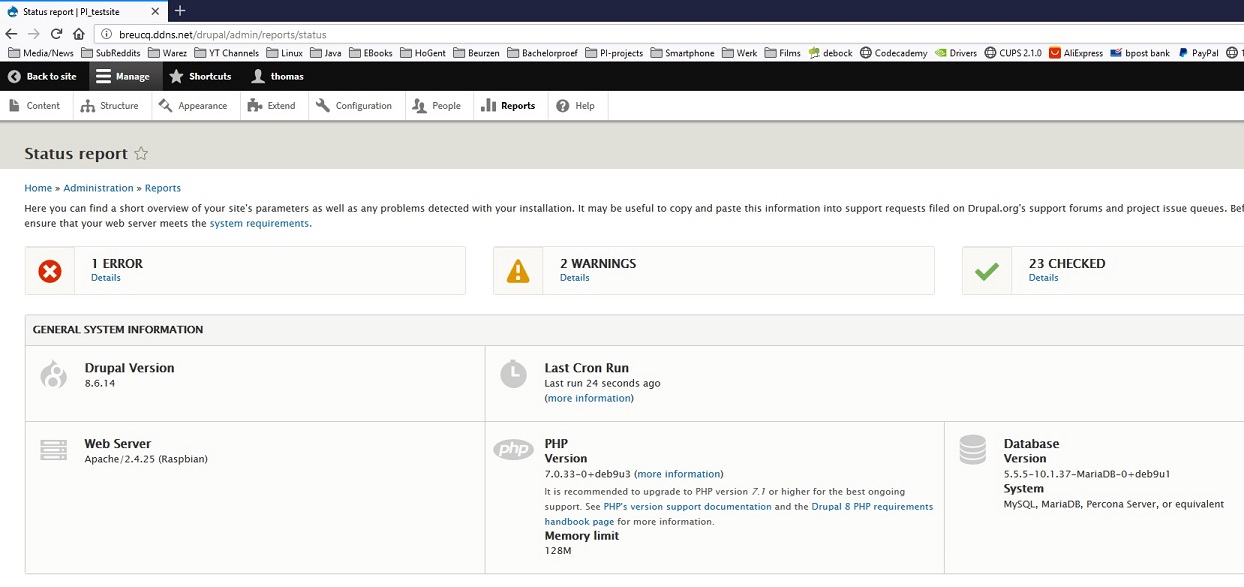 Status report | PI_testsite
breucq.ddns.net/drupal/admin/reports/status
Media/News SubReddits Warez YT Channels Linux Java EBooks HoGent Beurzen Bachelorproef PI-projects Smartphone Werk Films debock Codecademy Drivers CUPS 2.1.0 AliExpress bpost bank PayPal 1
Back to site Manage Shortcuts thomas
Content Structure Appearance Extend Configuration People Reports Help
Status report
Home » Administration » Reports
Here you can find a short overview of your site's parameters as well as any problems detected with your installation. It may be useful to copy and paste this information into support requests filed on Drupal.org's support forums and project issue queues. Bef
ensure that your web server meets the system requirements.
1 ERROR
Details
2 WARNINGS
Details
23 CHECKED
Details
GENERAL SYSTEM INFORMATION
Drupal Version
8.6.14
Last Cron Run
Last run 24 seconds ago
(more information)
Web Server
Apache/2.4.25 (Raspbian)
php
PHP
Version
7.0.33-0+deb9u3 (more information)
It is recommended to upgrade to PHP version 7.1 or higher for the best ongoing
support. See PHP's version support documentation and the Drupal 8 PHP requirements
handbook page for more information.
Memory limit
128M
Database
Version
5.5.5-10.1.37-MariaDB-0+deb9u1
System
MySQL, MariaDB, Percona Server, or equivalent